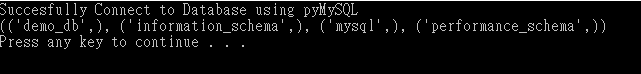 Succesfully Connect to Database using pyMySQL
(('demo_db',), ('information_schema',), ('mysql',), ('performance_schema',))
Press any key to continue . . .